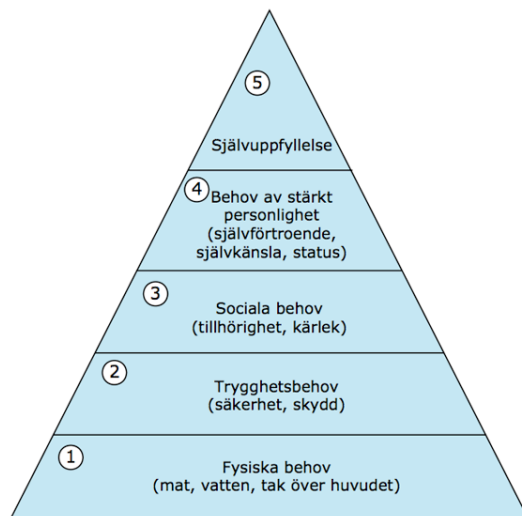 5
Självuppfyllelse
4
Behov av stärkt
personlighet
(självförtroende,
självkänsla, status)
3
Sociala behov
(tillhörighet, kärlek)
2
Trygghetsbehov
(säkerhet, skydd)
1
Fysiska behov
(mat, vatten, tak över huvudet)